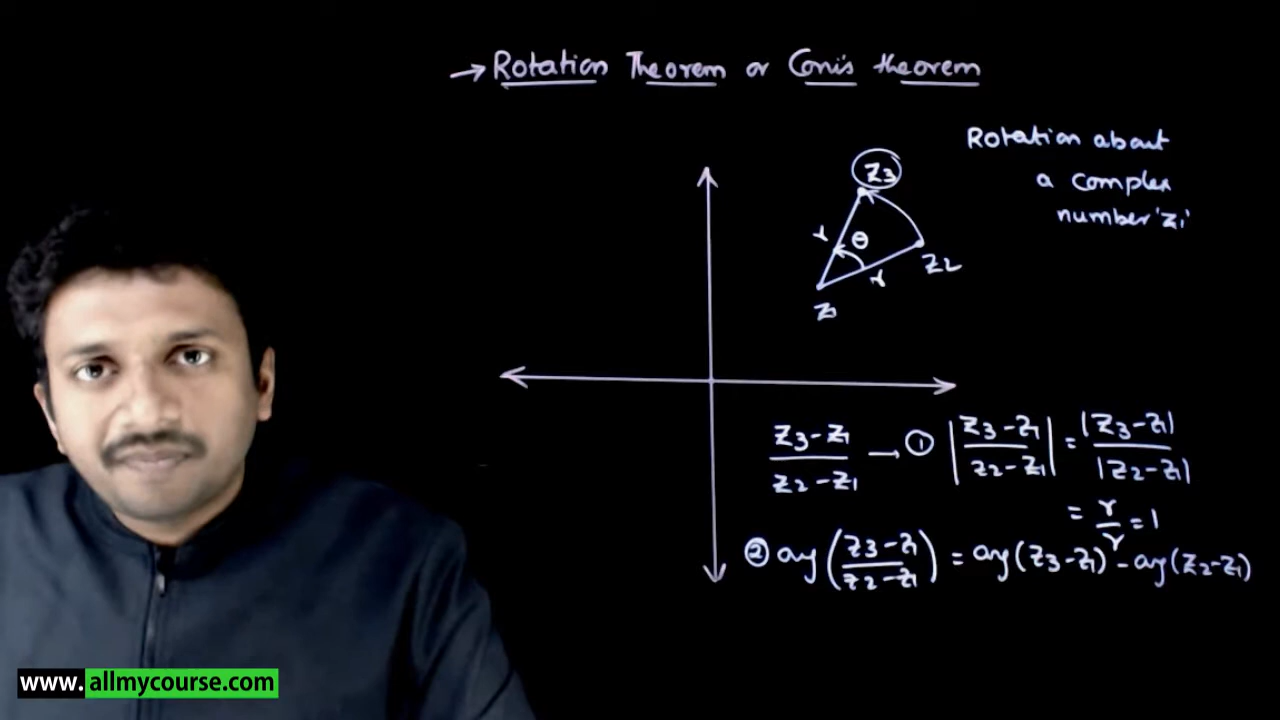 → Rotation Theorem or Coni's theorem
Rotation about
a complex
number 'z₁'
z₃
r θ
r z₂
z₁
z₃-z₁ / z₂-z₁ — ① |z₃-z₁ / z₂-z₁| = |z₃-z₁| / |z₂-z₁|
= r/r = 1
② arg (z₃-z₁ / z₂-z₁) = arg (z₃-z₁) - arg (z₂-z₁)
www.allmycourse.com